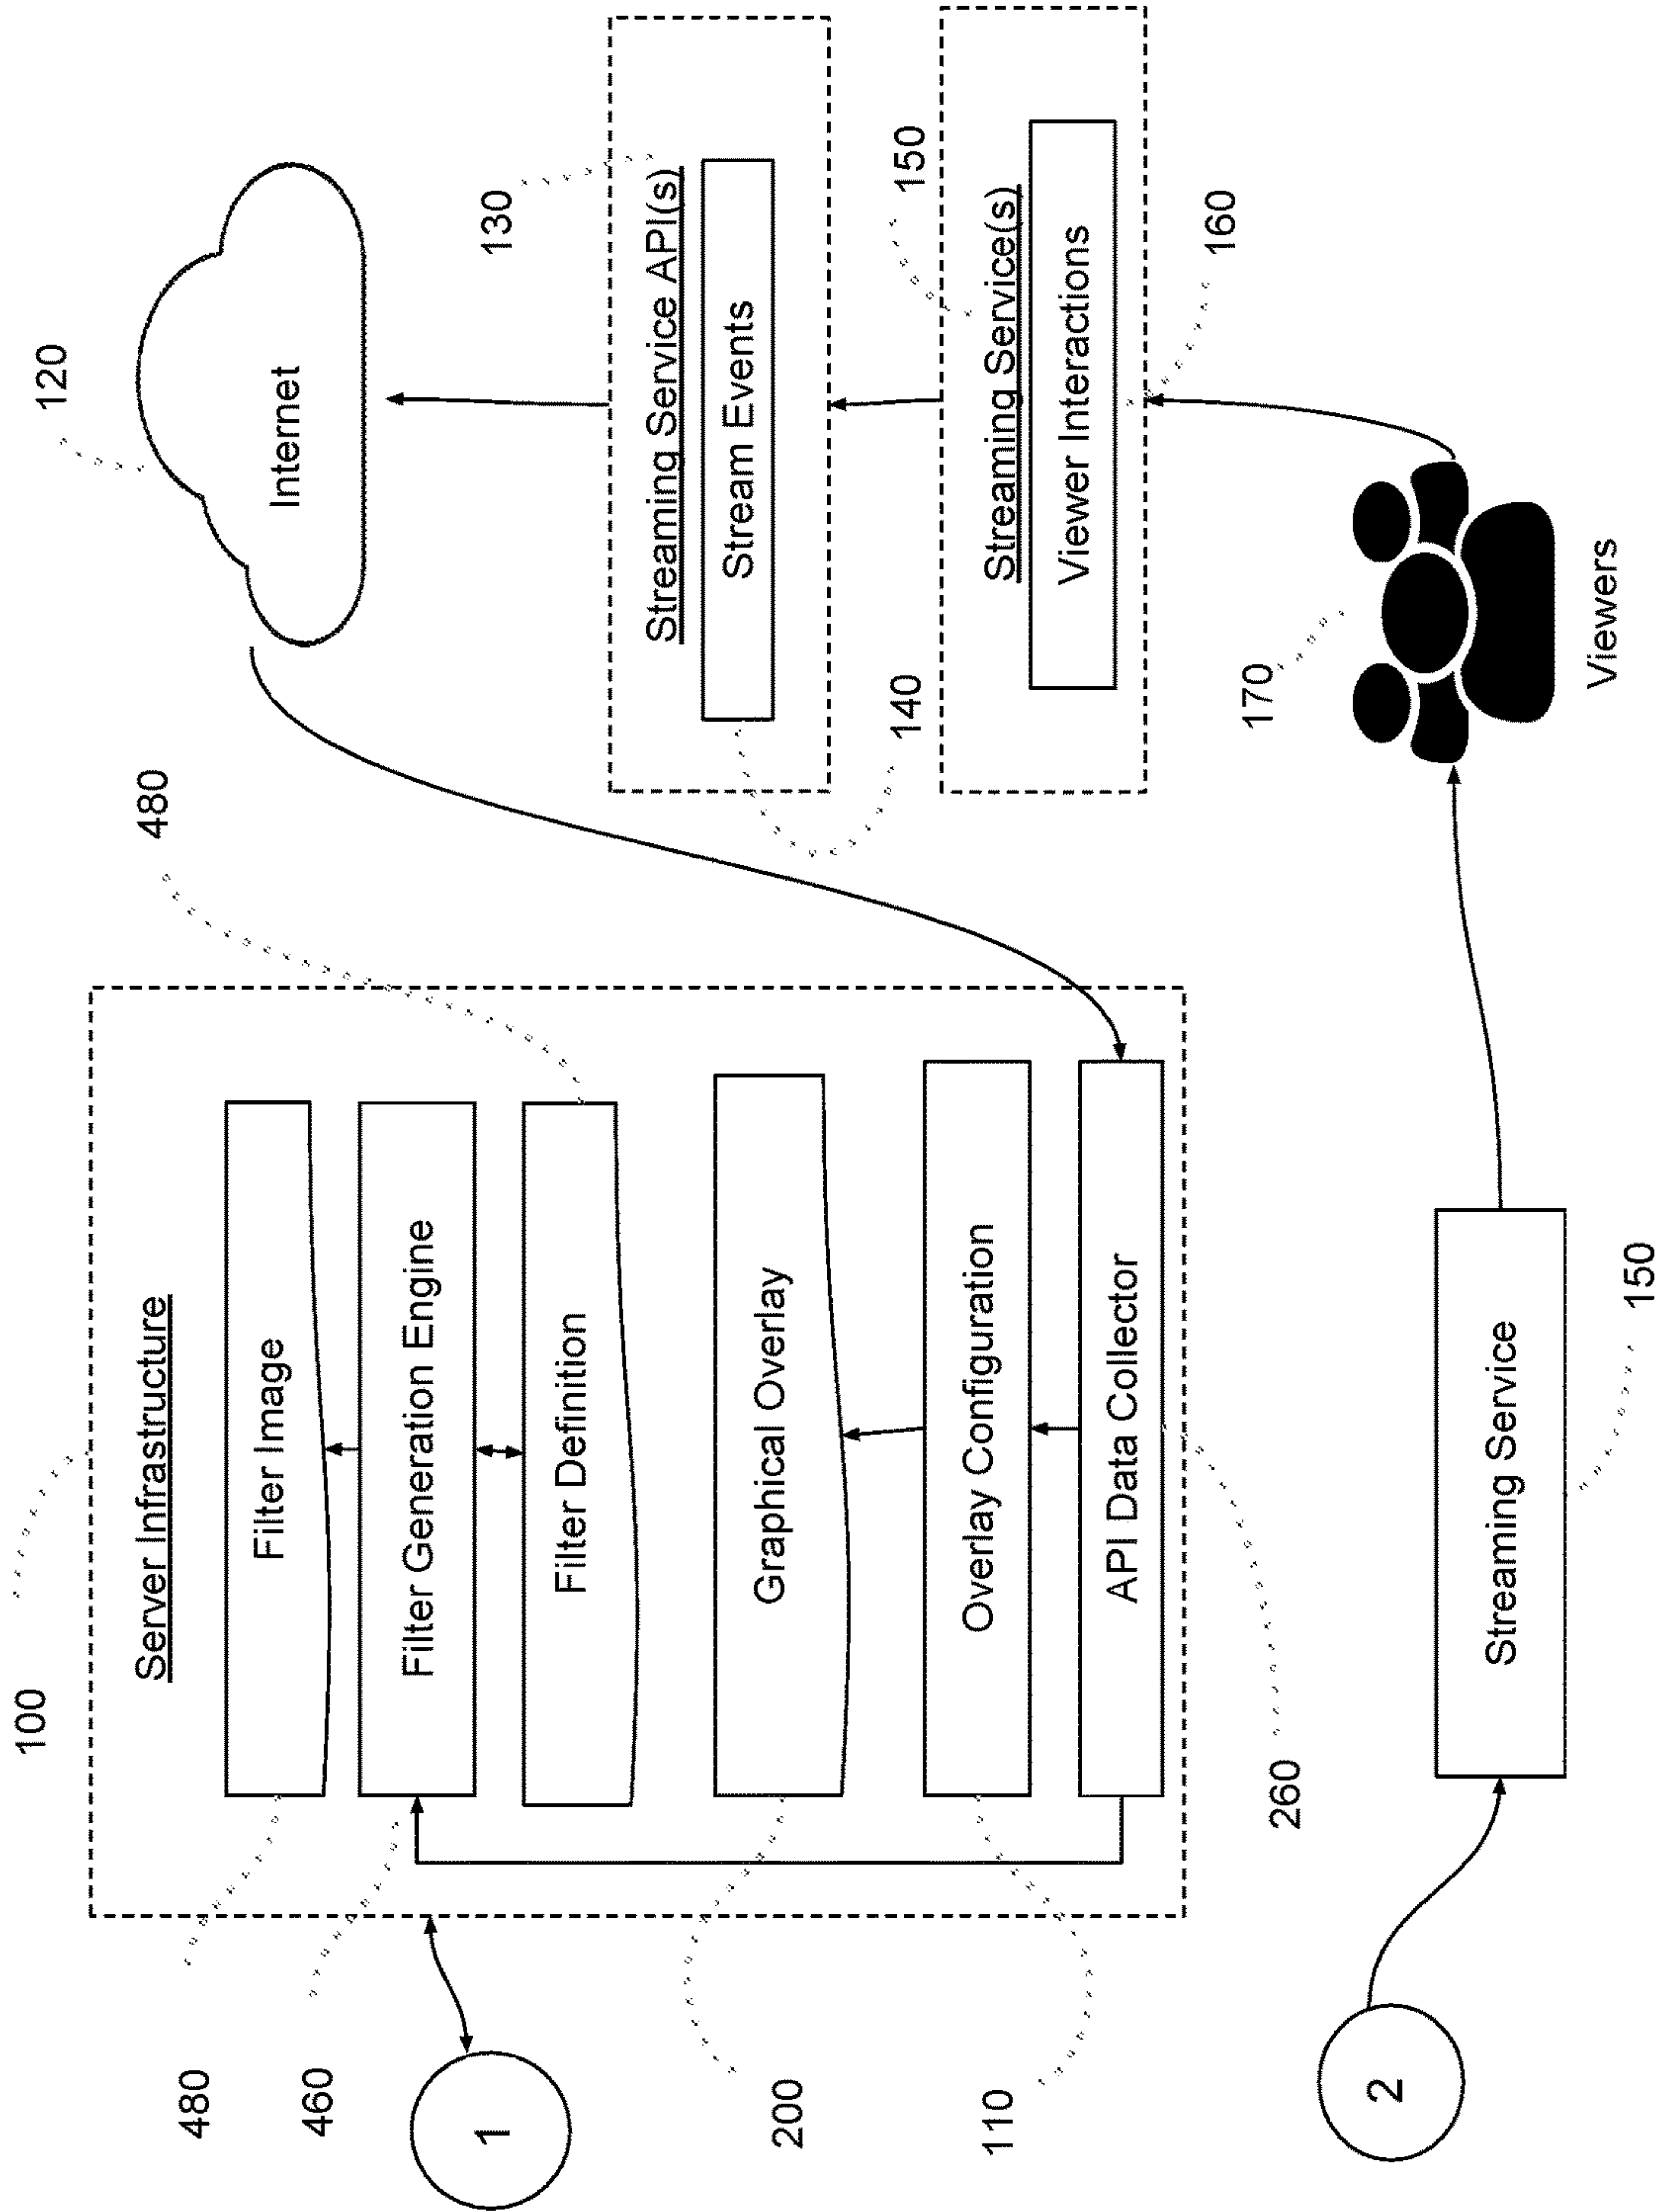 100
120
Server Infrastructure
480
480
Filter Image
Internet
460
Filter Generation Engine
1
130
Filter Definition
Streaming Service API(s)
Stream Events
200
Graphical Overlay
140
150
110
Overlay Configuration
Streaming Service(s)
Viewer Interactions
API Data Collector
160
170
260
2
Streaming Service
Viewers
150